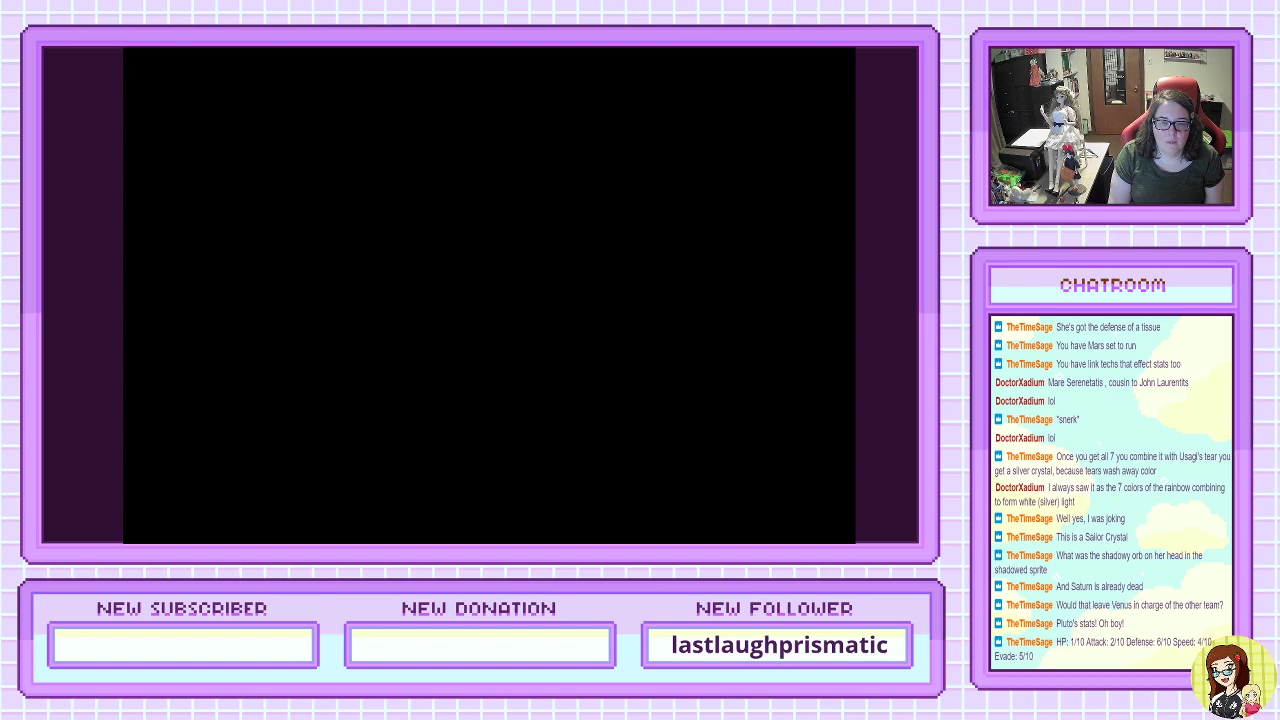 CHATROOM
TheTimeSage She's got the defense of a tissue
TheTimeSage You have Mars set to run
TheTimeSage You have link techs that effect stats too
DoctorXadium Mare Serenetatis , cousin to John Laurentits
DoctorXadium lol
TheTimeSage *snerk*
DoctorXadium lol
TheTimeSage Once you get all 7 you combine it with Usagi's tear you
get a silver crystal, because tears wash away color
DoctorXadium I always saw it as the 7 colors of the rainbow combining
to form white (silver) light
TheTimeSage Well yes, I was joking
TheTimeSage This is a Sailor Crystal
TheTimeSage What was the shadowy orb on her head in the
shadowed sprite
TheTimeSage And Saturn is already dead
TheTimeSage Would that leave Venus in charge of the other team?
TheTimeSage Pluto's stats! Oh boy!
TheTimeSage HP: 1/10 Attack: 2/10 Defense: 6/10 Speed: 4/10
Evade: 5/10
NEW SUBSCRIBER
NEW DONATION
NEW FOLLOWER
lastlaughprismatic